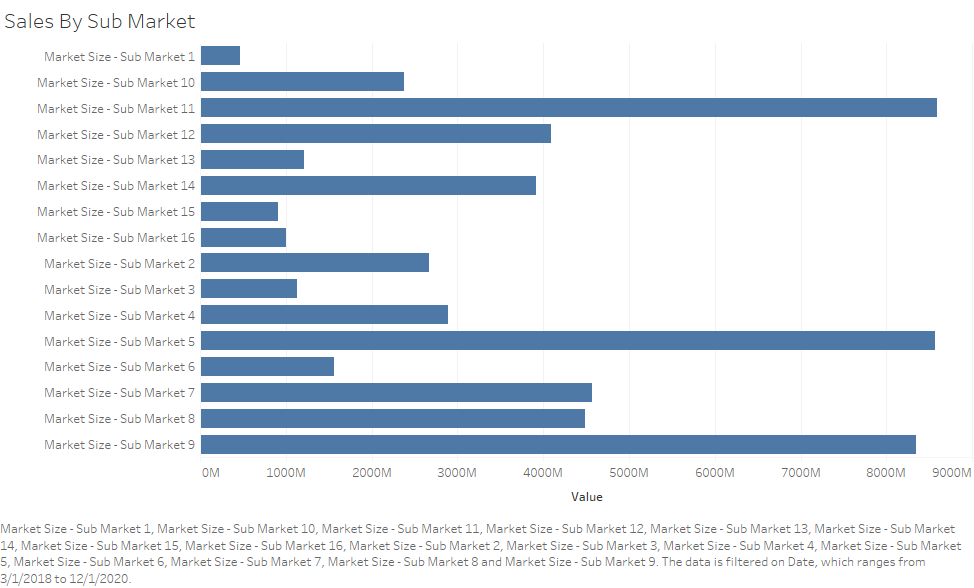 Sales By Sub Market
Market Size - Sub Market 1
Market Size - Sub Market 10
Market Size - Sub Market 11
Market Size - Sub Market 12
Market Size - Sub Market 13
Market Size - Sub Market 14
Market Size - Sub Market 15
Market Size - Sub Market 16
Market Size - Sub Market 2
Market Size - Sub Market 3
Market Size - Sub Market 4
Market Size - Sub Market 5
Market Size - Sub Market 6
Market Size - Sub Market 7
Market Size - Sub Market 8
Market Size - Sub Market 9
0M 1000M 2000M 3000M 4000M 5000M 6000M 7000M 8000M 9000M
Value
Market Size - Sub Market 1, Market Size - Sub Market 10, Market Size - Sub Market 11, Market Size - Sub Market 12, Market Size - Sub Market 13, Market Size - Sub Market
14, Market Size - Sub Market 15, Market Size - Sub Market 16, Market Size - Sub Market 2, Market Size - Sub Market 3, Market Size - Sub Market 4, Market Size - Sub Market
5, Market Size - Sub Market 6, Market Size - Sub Market 7, Market Size - Sub Market 8 and Market Size - Sub Market 9. The data is filtered on Date, which ranges from
3/1/2018 to 12/1/2020.